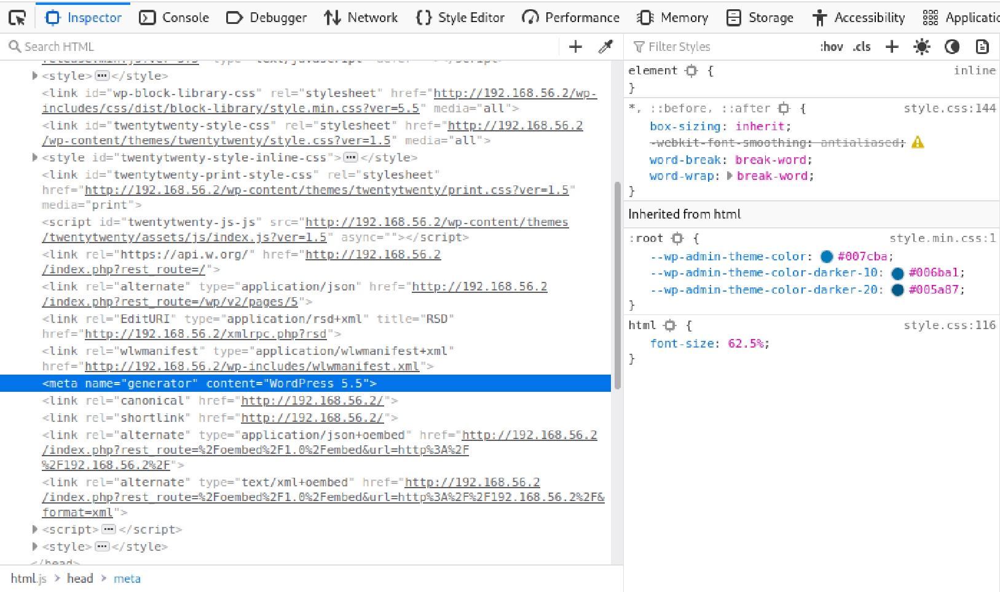 Inspector Console Debugger Network Style Editor Performance Memory Storage Accessibility Applicatio
Search HTML
Filter Styles :hov .cls
release.min.js?ver=5.5" type="text/javascript" defer=""></script>
<style></style>
<link id="wp-block-library-css" rel="stylesheet" href="http://192.168.56.2/wp-
includes/css/dist/block-library/style.min.css?ver=5.5" media="all">
<link id="twentytwenty-style-css" rel="stylesheet" href="http://192.168.56.2
/wp-content/themes/twentytwenty/style.css?ver=1.5" media="all">
<style id="twentytwenty-style-inline-css"></style>
<link id="twentytwenty-print-style-css" rel="stylesheet"
href="http://192.168.56.2/wp-content/themes/twentytwenty/print.css?ver=1.5"
media="print">
<script id="twentytwenty-js-js" src="http://192.168.56.2/wp-content/themes
/twentytwenty/assets/js/index.js?ver=1.5" async=""></script>
<link rel="https://api.w.org/" href="http://192.168.56.2
/index.php?rest_route=/">
<link rel="alternate" type="application/json" href="http://192.168.56.2
/index.php?rest_route=/wp/v2/pages/5">
<link rel="EditURI" type="application/rsd+xml" title="RSD"
href="http://192.168.56.2/xmlrpc.php?rsd">
<link rel="wlwmanifest" type="application/wlwmanifest+xml"
href="http://192.168.56.2/wp-includes/wlwmanifest.xml">
<meta name="generator" content="WordPress 5.5">
<link rel="canonical" href="http://192.168.56.2/">
<link rel="shortlink" href="http://192.168.56.2/">
<link rel="alternate" type="application/json+oembed" href="http://192.168.56.2
/index.php?rest_route=%2Foembed%2F1.0%2Fembed&url=http%3A%2F
%2F192.168.56.2%2F">
<link rel="alternate" type="text/xml+oembed" href="http://192.168.56.2
/index.php?rest_route=%2Foembed%2F1.0%2Fembed&url=http%3A%2F%2F192.168.56.2%2F&
format=xml">
<script></script>
<style></style>
</head>
html.js > head > meta
element { inline
}
*, ::before, ::after { style.css:144
box-sizing: inherit;
-webkit-font-smoothing: antialiased;
word-break: break-word;
word-wrap: break-word;
}
Inherited from html
:root { style.min.css:1
--wp-admin-theme-color: #007cba;
--wp-admin-theme-color-darker-10: #006ba1;
--wp-admin-theme-color-darker-20: #005a87;
}
html { style.css:116
font-size: 62.5%;
}